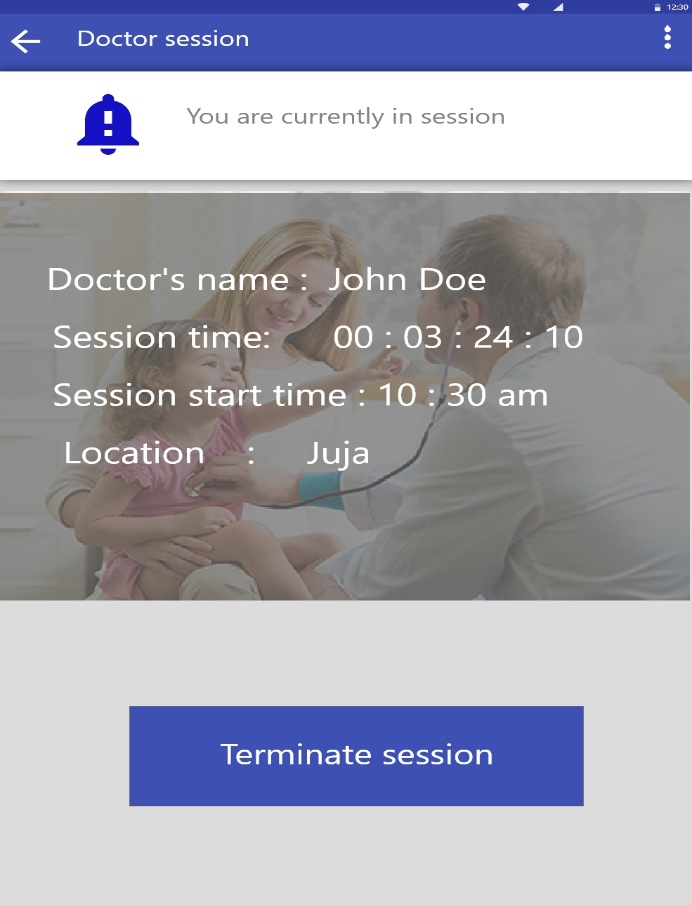 12:30
Doctor session
You are currently in session
Doctor's name : John Doe
Session time: 00 : 03 : 24 : 10
Session start time : 10 : 30 am
Location : Juja
Terminate session